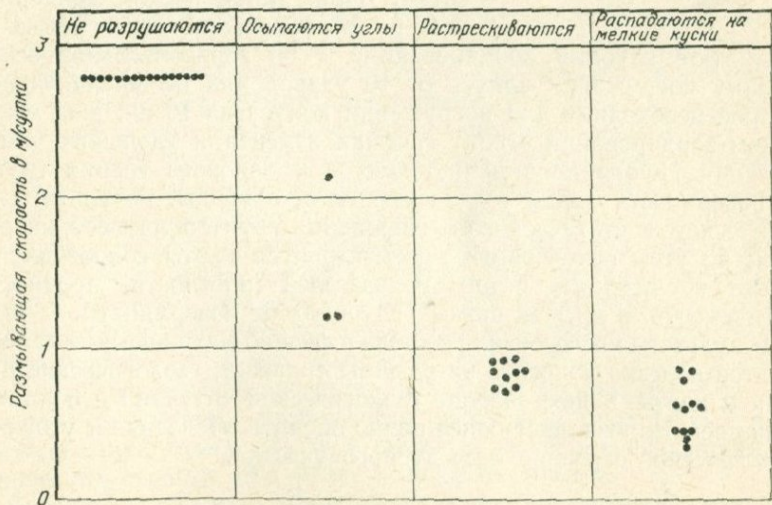 Не разрушаются
Осыпаются углы
Растрескиваются
Распадаются на
мелкие куски
Размывающая скорость в м/сутки
3
2
1
0